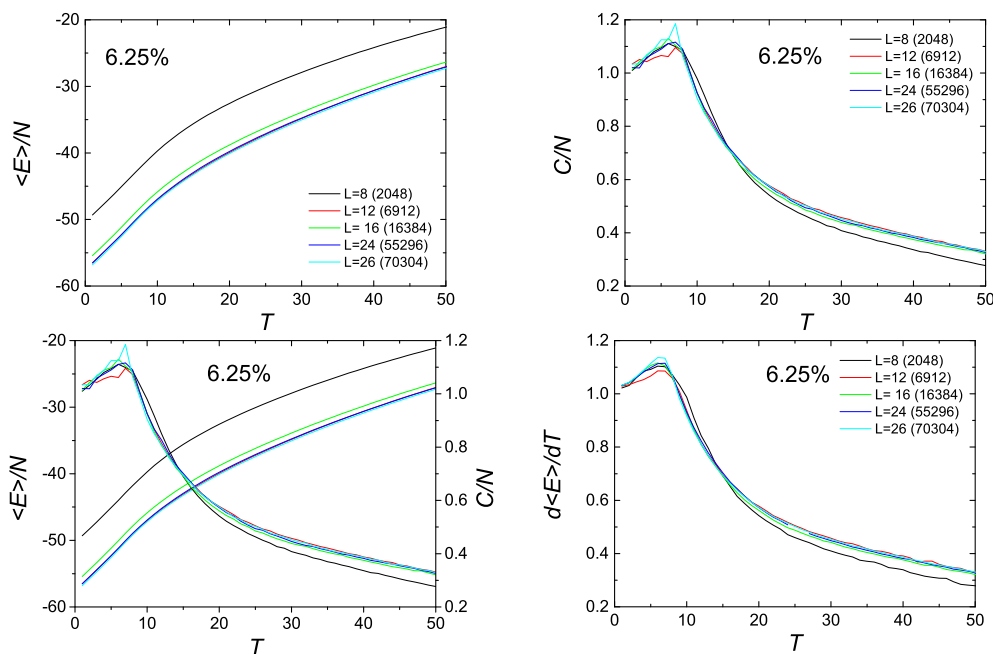 -20
-30
-40
-50
-60
0
10
20
30
40
50
<E>/N
T
6.25%
L=8 (2048)
L=12 (6912)
L= 16 (16384)
L=24 (55296)
L=26 (70304)
1.2
1.0
0.8
0.6
0.4
0.2
0
10
20
30
40
50
C/N
T
6.25%
L=8 (2048)
L=12 (6912)
L= 16 (16384)
L=24 (55296)
L=26 (70304)
-20
-30
-40
-50
-60
0
10
20
30
40
50
<E>/N
T
6.25%
1.2
1.0
0.8
0.6
0.4
0.2
C/N
1.2
1.0
0.8
0.6
0.4
0.2
0
10
20
30
40
50
d<E>/dT
T
6.25%
L=8 (2048)
L=12 (6912)
L= 16 (16384)
L=24 (55296)
L=26 (70304)